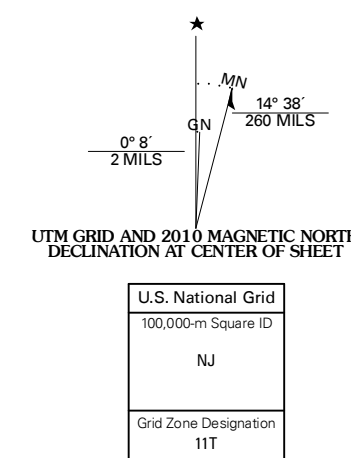 MN
GN
14° 38´
260 MILS
0° 8´
2 MILS
UTM GRID AND 2010 MAGNETIC NORTH
DECLINATION AT CENTER OF SHEET
U.S. National Grid
100,000-m Square ID
NJ
Grid Zone Designation
11T